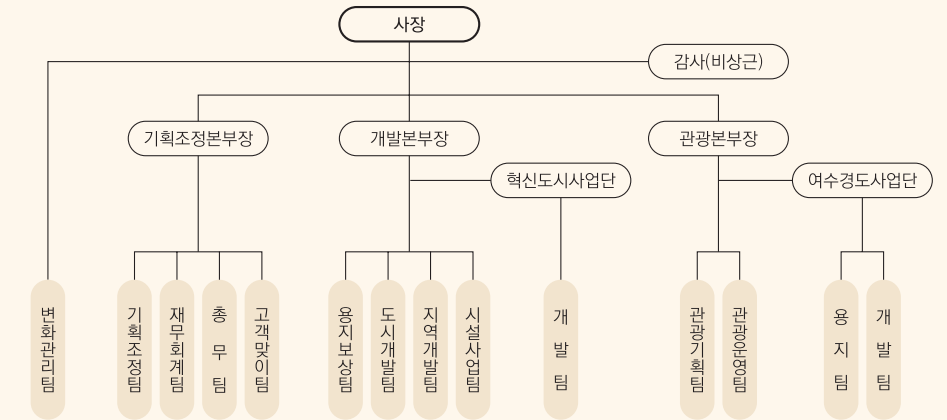 사장
감사(비상근)
기획조정본부장
개발본부장
관광본부장
혁신도시사업단
여수경도사업단
변화관리팀
기획조정팀
재무회계팀
총무팀
고객맞이팀
용지보상팀
도시개발팀
지역개발팀
시설사업팀
개발팀
관광기획팀
관광운영팀
용지팀
개발팀